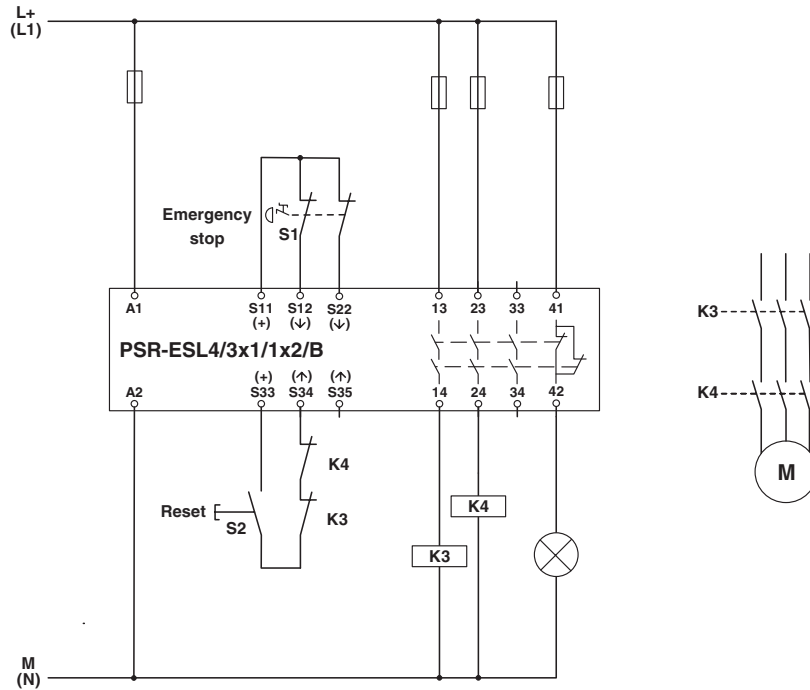 L+
(L1)
Emergency
stop
S1
A1
S11
(+)
S12
(↓)
S22
(↓)
13
23
33
41
PSR-ESL4/3x1/1x2/B
A2
(+)
S33
(↑)
S34
(↑)
S35
14
24
34
42
K4
K3
Reset
S2
K4
K3
M
(N)
K3
K4
M